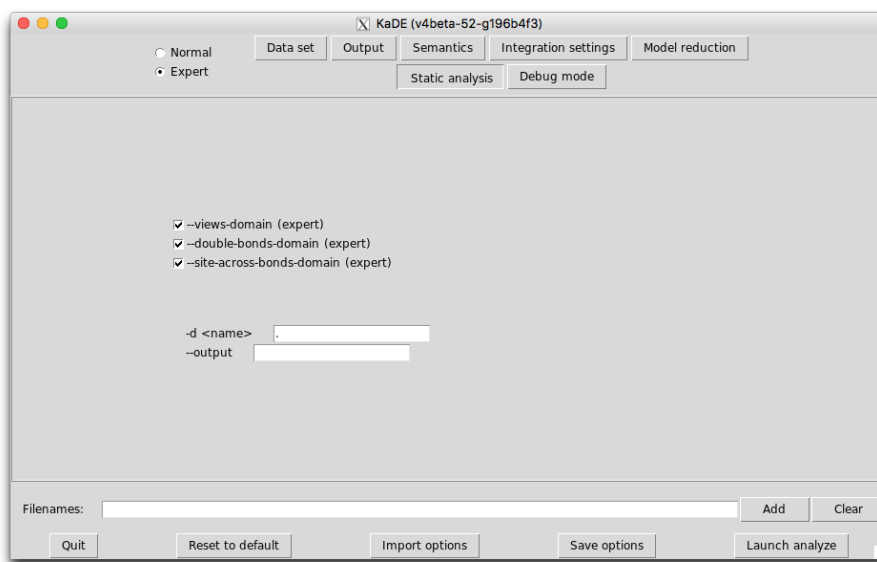 KaDE (v4beta-52-g196b4f3)
Normal
Expert
Data set Output Semantics Integration settings Model reduction
Static analysis Debug mode
--views-domain (expert)
--double-bonds-domain (expert)
--site-across-bonds-domain (expert)
-d <name> .
--output
Filenames: Add Clear
Quit Reset to default Import options Save options Launch analyze